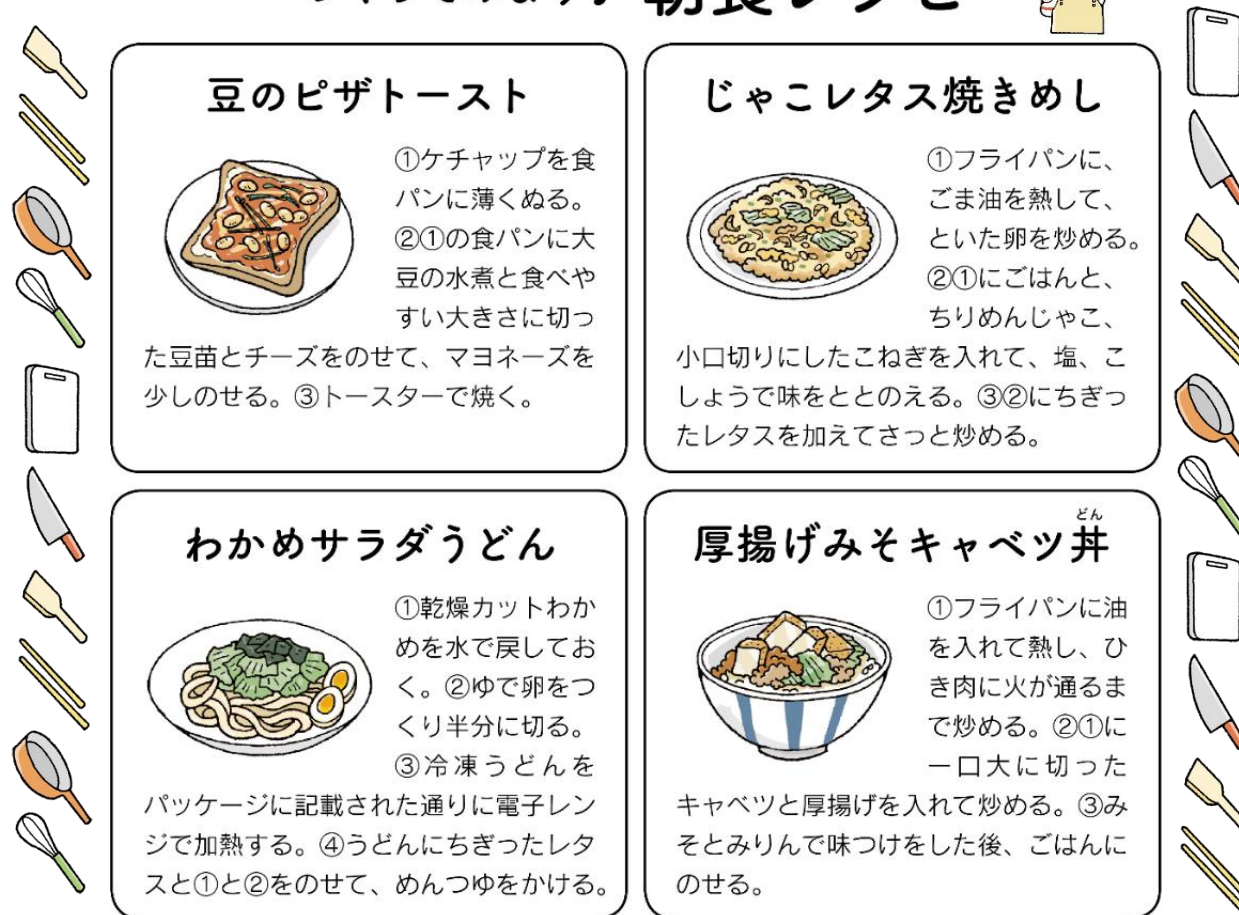 朝食レシピ
豆のピザトースト
①ケチャップを食
パンに薄くぬる。
②①の食パンに大
豆の水煮と食べや
すい大きさに切っ
た豆苗とチーズをのせて、マヨネーズを
少しのせる。③トースターで焼く。
じゃこレタス焼きめし
①フライパンに、
ごま油を熱して、
といた卵を炒める。
②①にごはんと、
ちりめんじゃこ、
小口切りにしたこねぎを入れて、塩、こ
しょうで味をととのえる。③②にちぎっ
たレタスを加えてさっと炒める。
わかめサラダうどん
①乾燥カットわか
めを水で戻してお
く。②ゆで卵をつ
くり半分に切る。
③冷凍うどんを
パッケージに記載された通りに電子レン
ジで加熱する。④うどんにちぎったレタ
スと①と②をのせて、めんつゆをかける。
どん
厚揚げみそキャベツ丼
①フライパンに油
を入れて熱し、ひ
き肉に火が通るま
で炒める。②①に
一口大に切った
キャベツと厚揚げを入れて炒める。③み
そとみりんで味つけをした後、ごはんに
のせる。